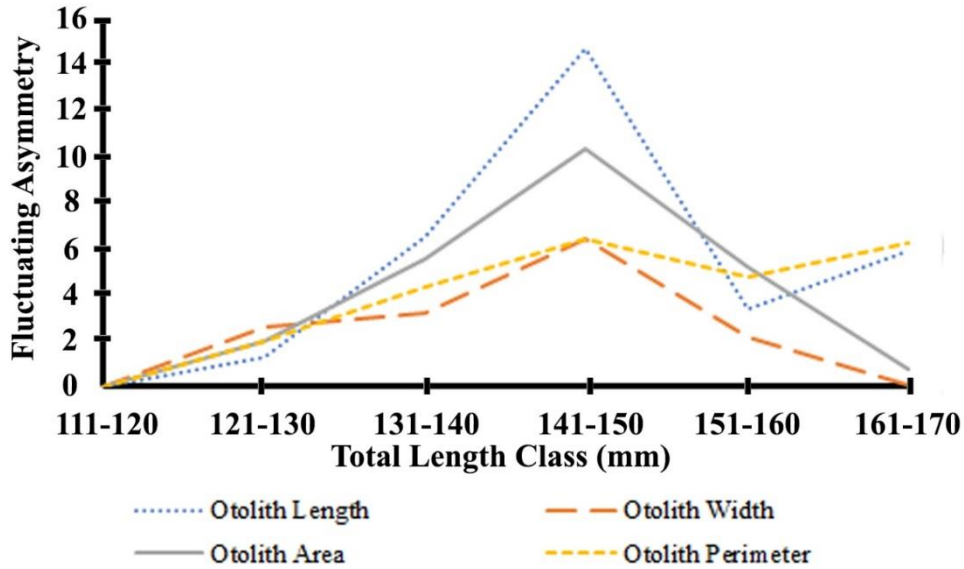 Fluctuating Asymmetry
16
14
12
10
8
6
4
2
0
111-120 121-130 131-140 141-150 151-160 161-170
Total Length Class (mm)
Otolith Length Otolith Width
Otolith Area Otolith Perimeter